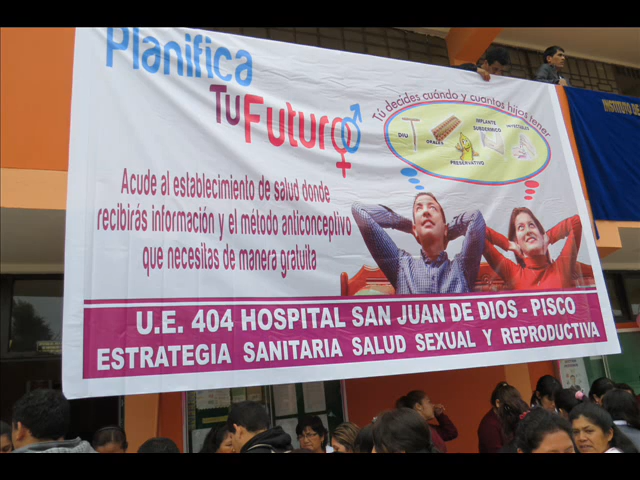 Planifica
Tu Futuro
Tú decides cuándo y cuantos hijos tener
DIU
ORALES
IMPLANTE
SUBDERMICO
INYECTABLES
PRESERVATIVO
Acude al establecimiento de salud donde
recibirás información y el método anticonceptivo
que necesitas de manera gratuita
U.E. 404 HOSPITAL SAN JUAN DE DIOS - PISCO
ESTRATEGIA SANITARIA SALUD SEXUAL Y REPRODUCTIVA
INSTITUTO